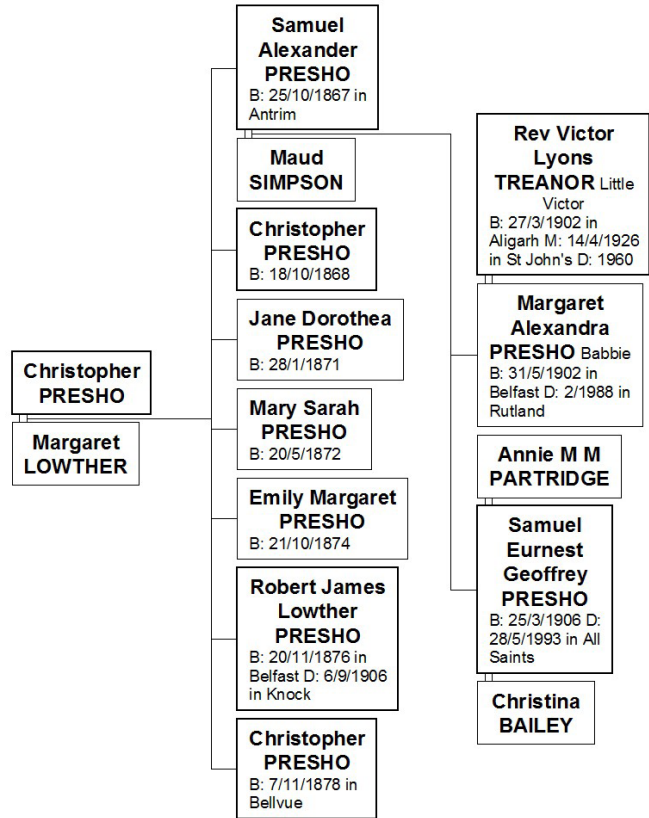 Christopher
PRESHO
Margaret
LOWTHER
Samuel
Alexander
PRESHO
B: 25/10/1867 in
Antrim
Maud
SIMPSON
Christopher
PRESHO
B: 18/10/1868
Jane Dorothea
PRESHO
B: 28/1/1871
Mary Sarah
PRESHO
B: 20/5/1872
Emily Margaret
PRESHO
B: 21/10/1874
Robert James
Lowther
PRESHO
B: 20/11/1876 in
Belfast D: 6/9/1906
in Knock
Christopher
PRESHO
B: 7/11/1878 in
Bellvue
Rev Victor
Lyons
TREANOR Little
Victor
B: 27/3/1902 in
Aligarh M: 14/4/1926
in St John's D: 1960
Margaret
Alexandra
PRESHO Babbie
B: 31/5/1902 in
Belfast D: 2/1988 in
Rutland
Annie M M
PARTRIDGE
Samuel
Eurnest
Geoffrey
PRESHO
B: 25/3/1906 D:
28/5/1993 in All
Saints
Christina
BAILEY